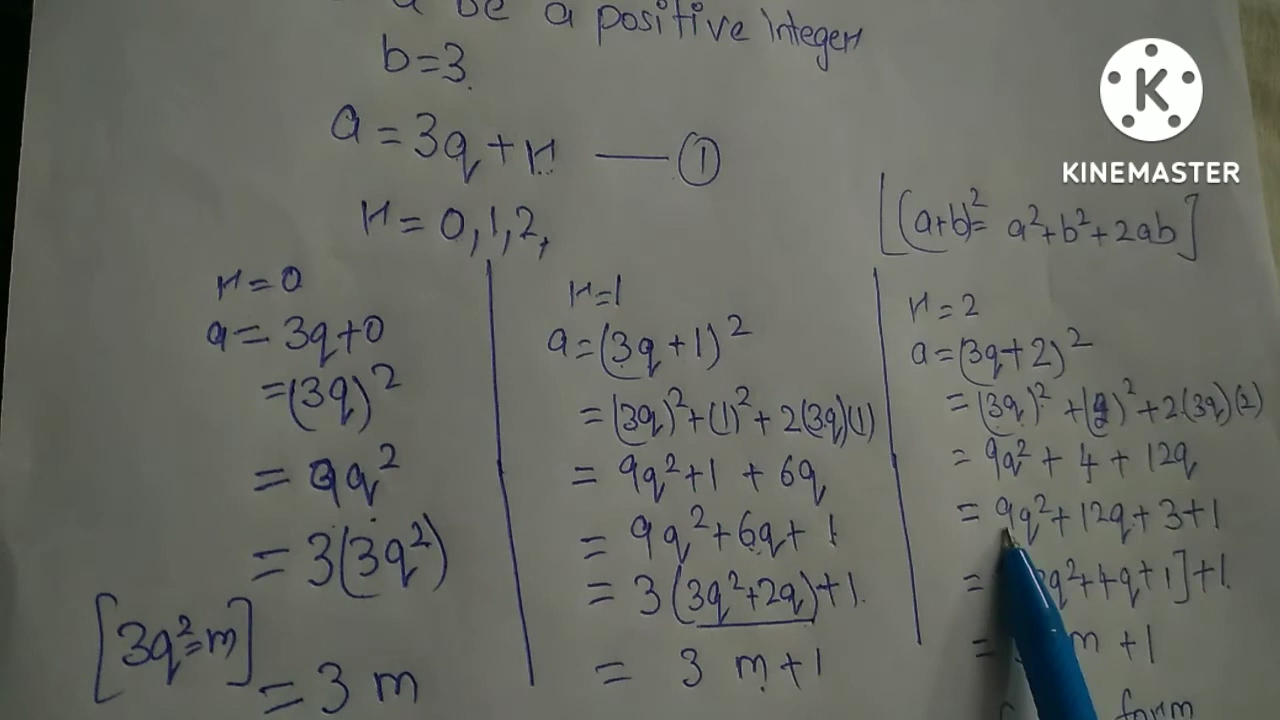 a be a positive Integer
b=3.
a=3q+r — ①
r=0,1,2,
KINEMASTER
[(a+b)²= a²+b²+2ab]
r=0
a= 3q+0
=(3q)²
= 9q²
= 3(3q²)
[3q²=m]
= 3 m
r=1
a=(3q+1)²
=(3q)²+(1)²+2(3q)(1)
= 9q²+1 + 6q
= 9q²+6q+1
= 3(3q²+2q)+1.
= 3 m+1
r=2
a=(3q+2)²
=(3q)²+(2)²+2(3q)(2)
= 9q²+4+12q
= 9q²+12q+3+1
= q²+4q+1]+1.
= m +1
form